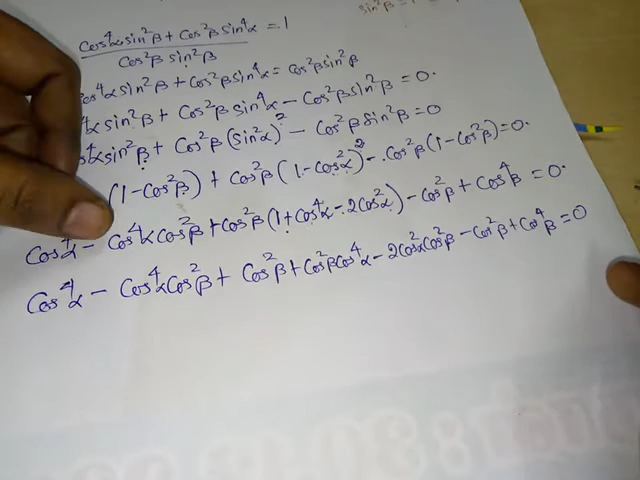 sin²β =
cos⁴α sin²β + cos²β sin⁴α = 1
cos²β sin²β
cos⁴α sin²β + cos²β sin⁴α = cos²β sin²β
⁴α sin²β + cos²β sin⁴α - cos²β sin²β = 0.
s⁴α sin²β + cos²β (sin²α)² - cos²β sin²β = 0
(1 - cos²β) + cos²β (1 - cos²α)² - cos²β (1 - cos²β) = 0.
cos⁴α - cos⁴α cos²β + cos²β (1 + cos⁴α - 2cos²α) - cos²β + cos⁴β = 0.
cos⁴α - cos⁴α cos²β + cos²β + cos²β cos⁴α - 2cos²α cos²β - cos²β + cos⁴β = 0